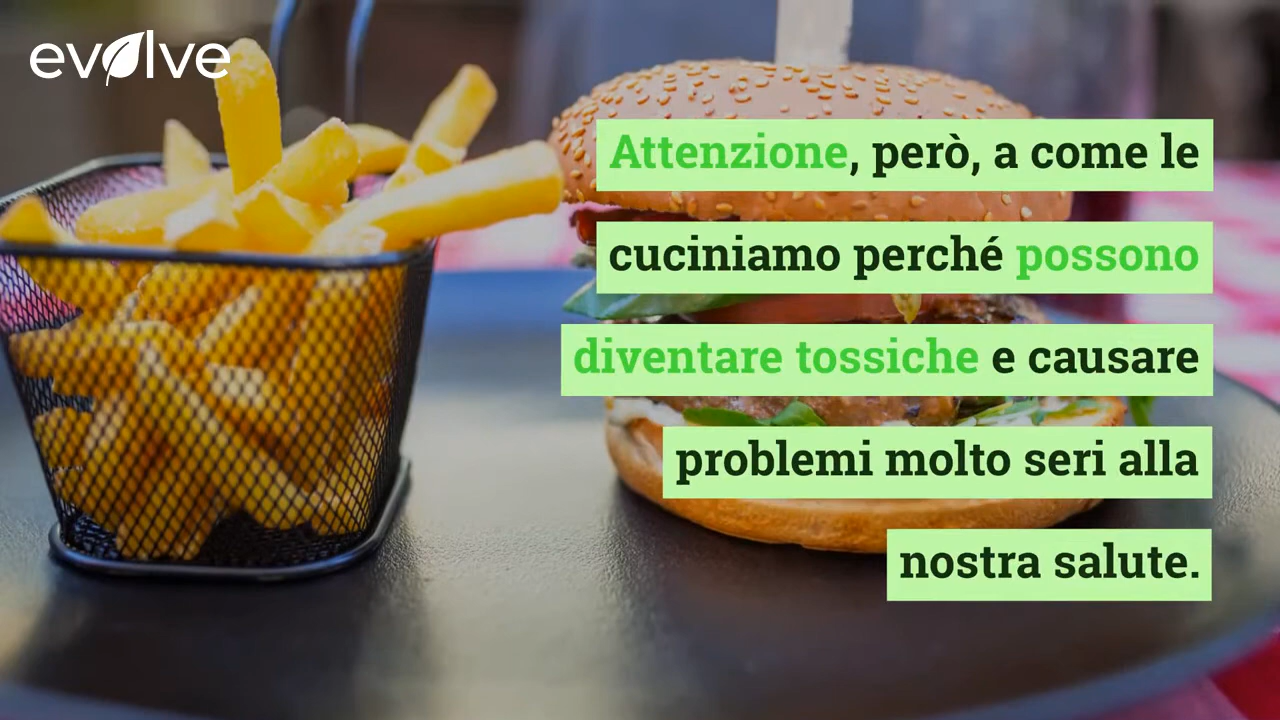 evolve
Attenzione, però, a come le
cuciniamo perché possono
diventare tossiche e causare
problemi molto seri alla
nostra salute.